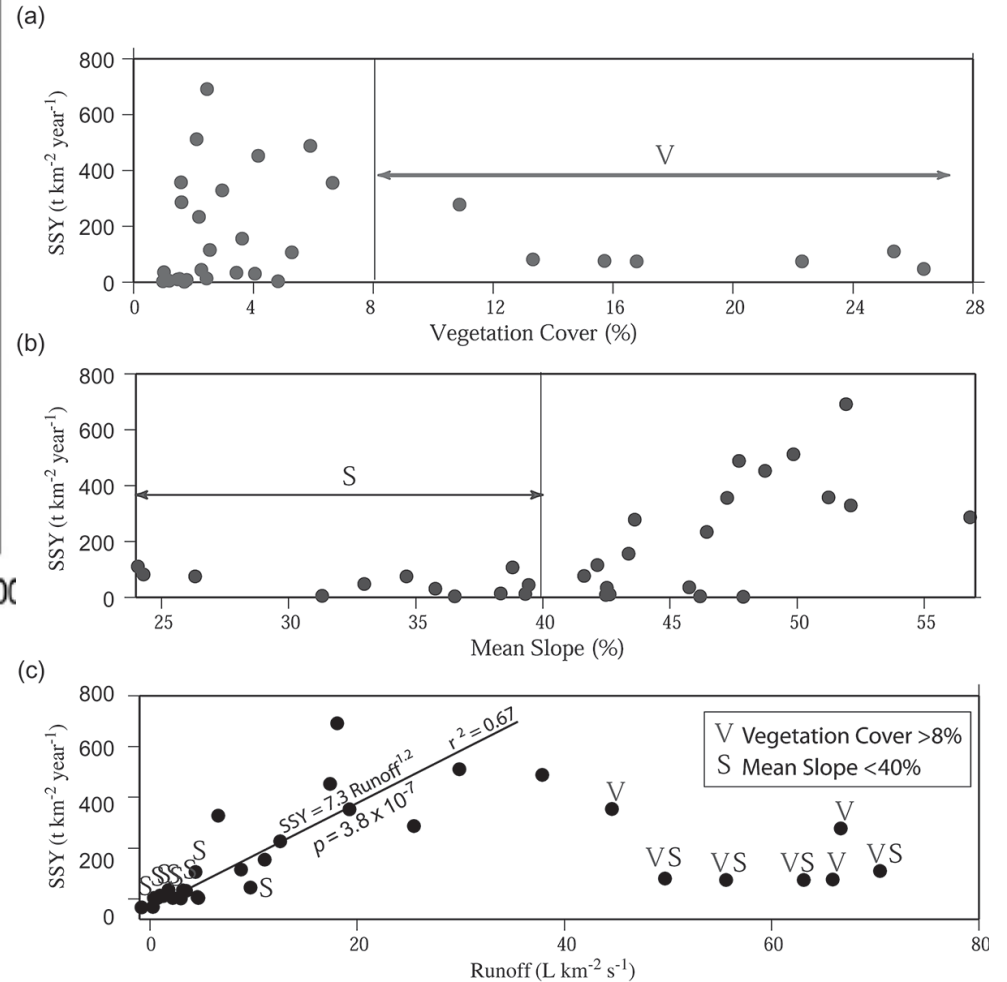 (a)
800
600
400
200
0
SSY (t km-2 year-1)
V
0 4 8 12 16 20 24 28
Vegetation Cover (%)
(b)
800
600
400
200
0
SSY (t km-2 year-1)
S
25 30 35 40 45 50 55
Mean Slope (%)
(c)
800
600
400
200
0
SSY (t km-2 year-1)
SSY = 7.3 Runoff1.2
r2 = 0.67
p = 3.8 x 10-7
V Vegetation Cover >8%
S Mean Slope <40%
V
V
VS VS VS V VS
S
S
S
S S S S
0 20 40 60 80
Runoff (L km-2 s-1)